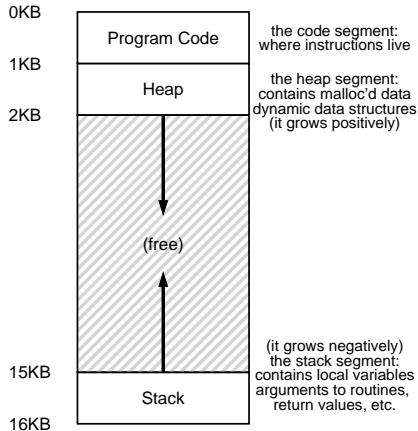 0KB
Program Code
the code segment:
where instructions live
1KB
Heap
the heap segment:
contains malloc'd data
dynamic data structures
(it grows positively)
2KB
(free)
(it grows negatively)
the stack segment:
contains local variables
arguments to routines,
return values, etc.
15KB
Stack
16KB